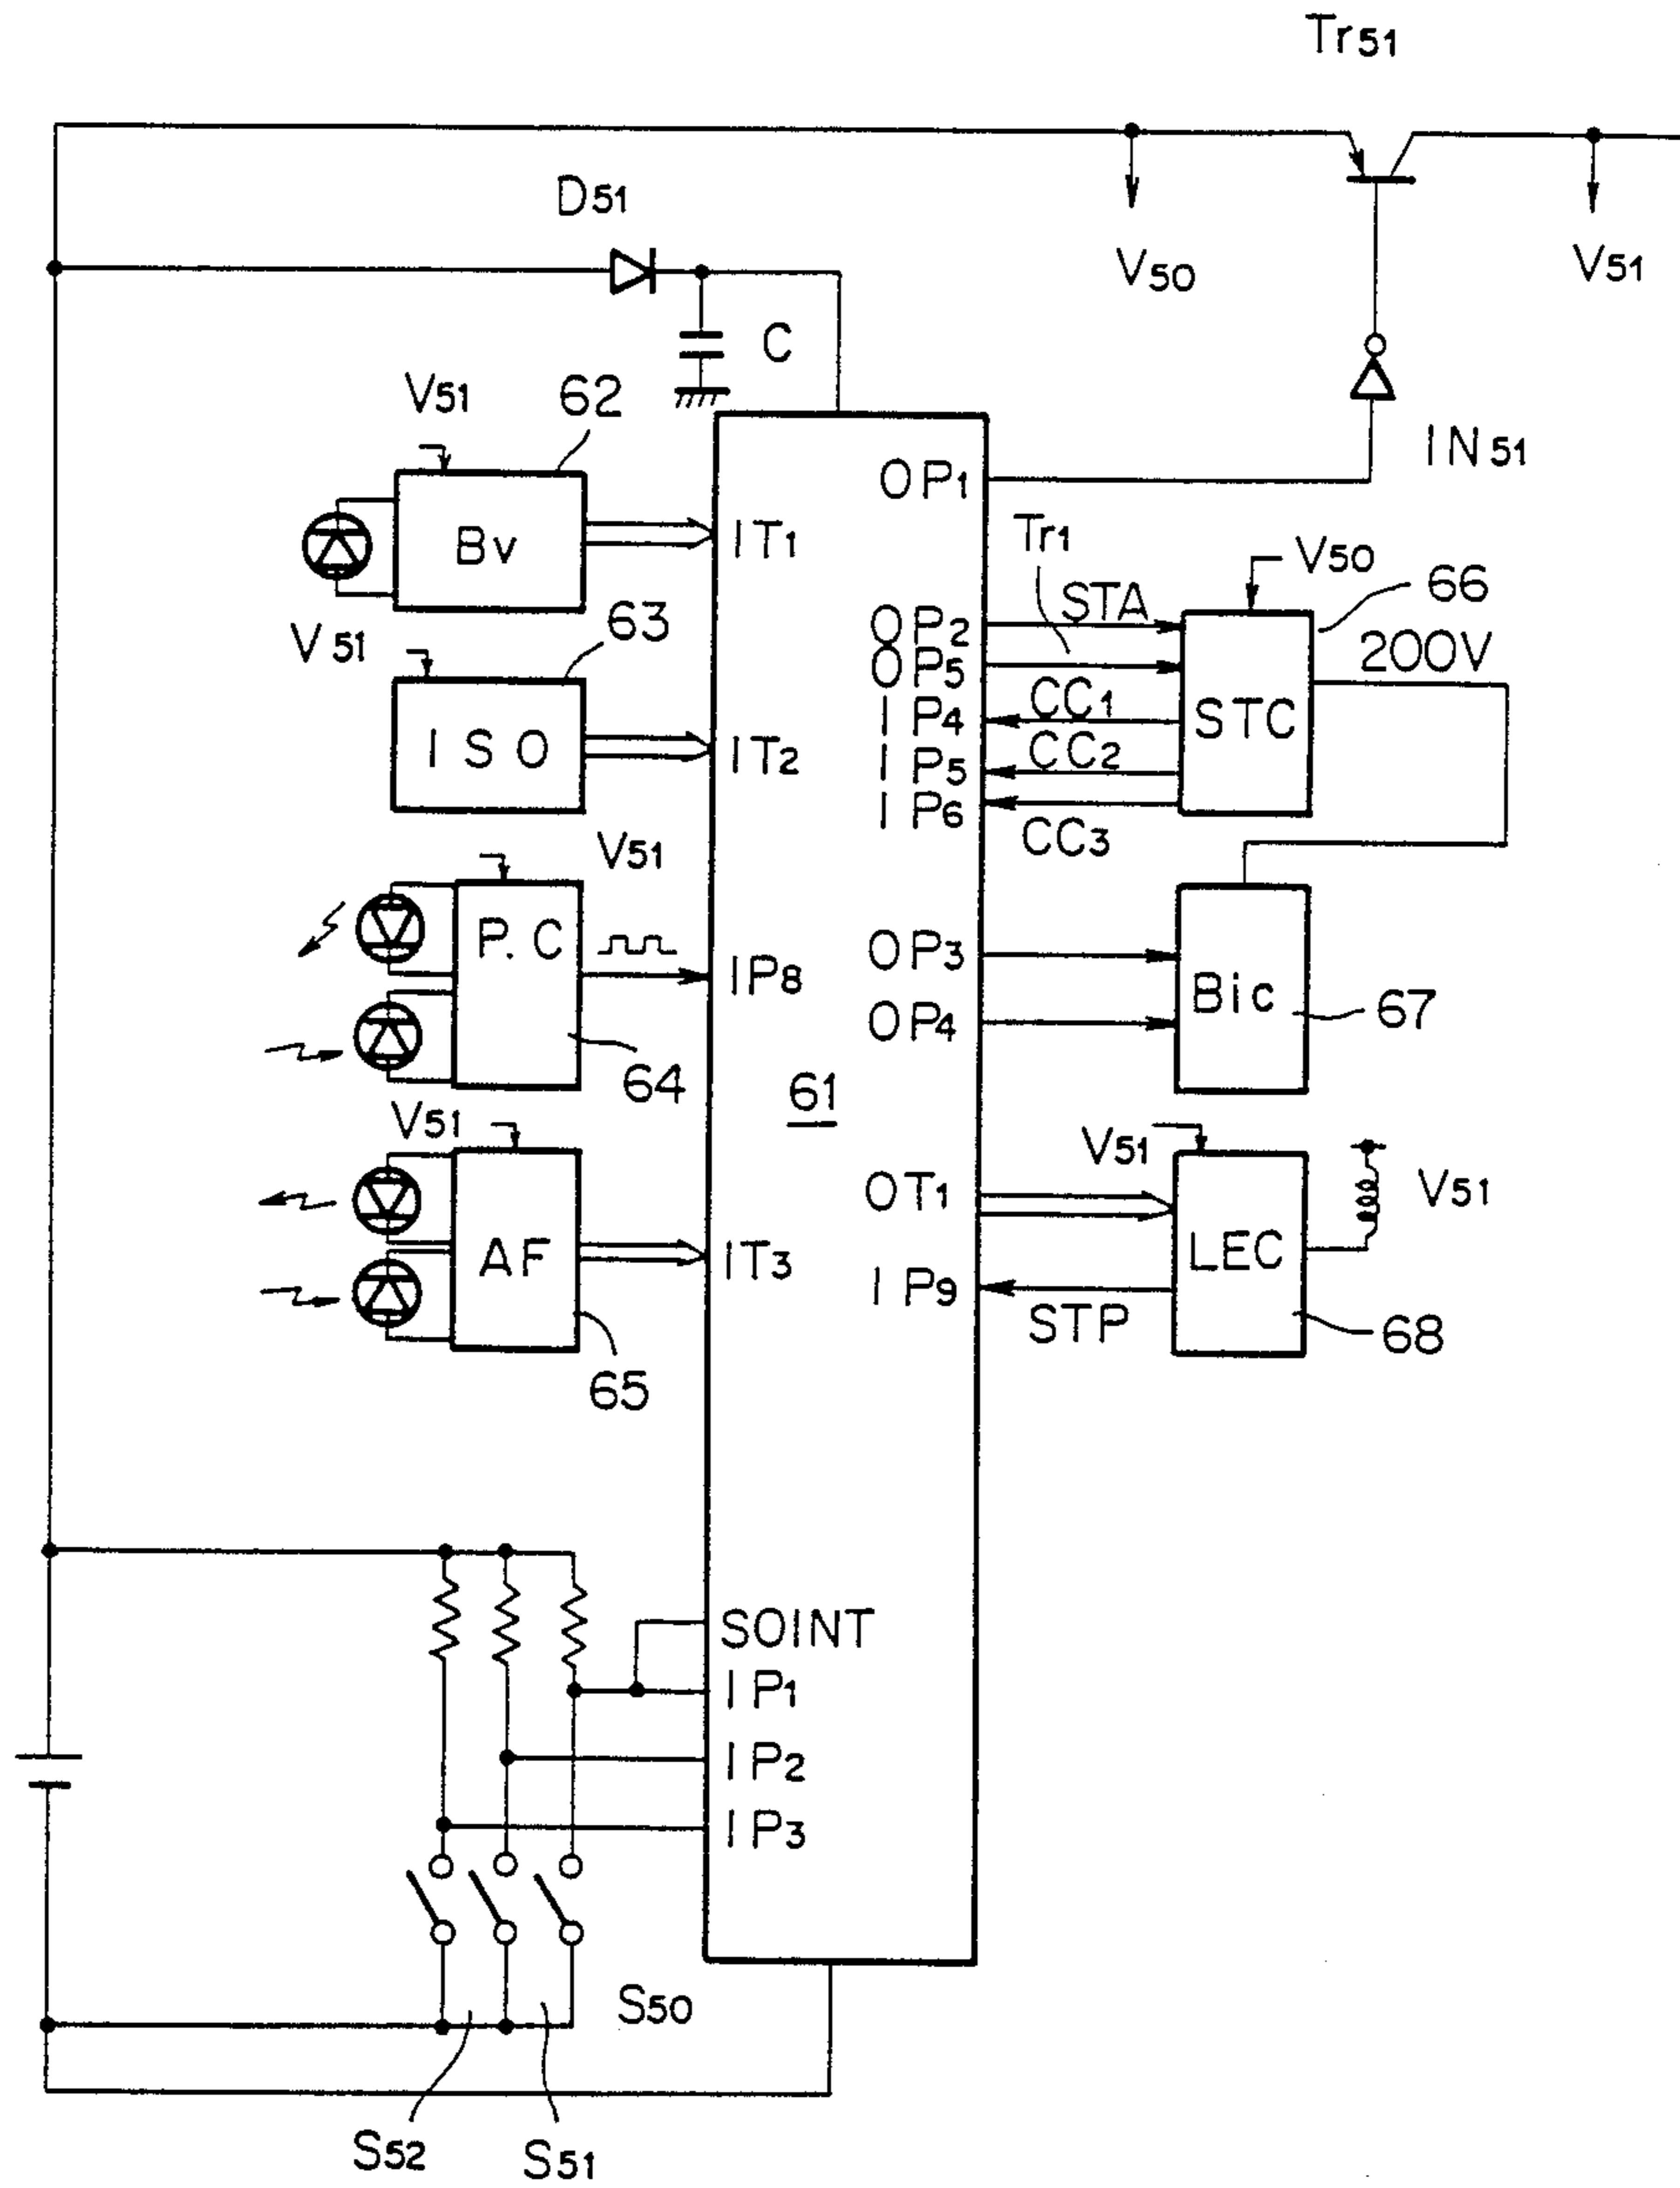 Tr51
D51
V50
V51
C
V51
62
IN51
OP1
Bv
IT1
Tr1
V50
66
STA
V51
63
OP2
200V
OP5
CC1
ISO
IT2
IP4
STC
CC2
IP5
IP6
CC3
V51
P.C
IP8
OP3
Bic
67
OP4
64
61
V51
V51
OT1
V51
AF
IT3
LEC
IP9
STP
68
65
SOINT
IP1
IP2
IP3
S50
S52
S51